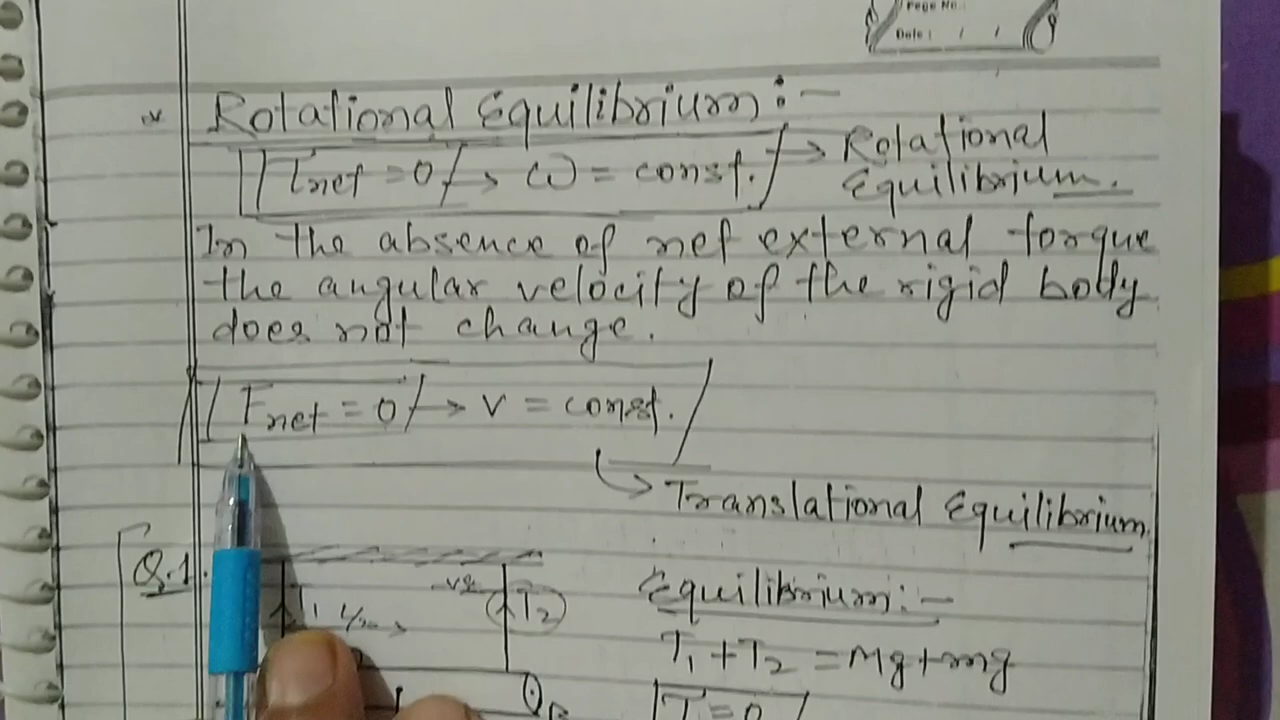 Page No.
Date: / /
Rotational Equilibrium:-
τnet = 0 → ω = const. → Rotational
Equilibrium.
In the absence of net external torque
the angular velocity of the rigid body
does not change.
Fnet = 0 → v = const.
→ Translational Equilibrium.
Q.1.
T1 L/2
T2
Equilibrium:-
T1 + T2 = Mg + mg